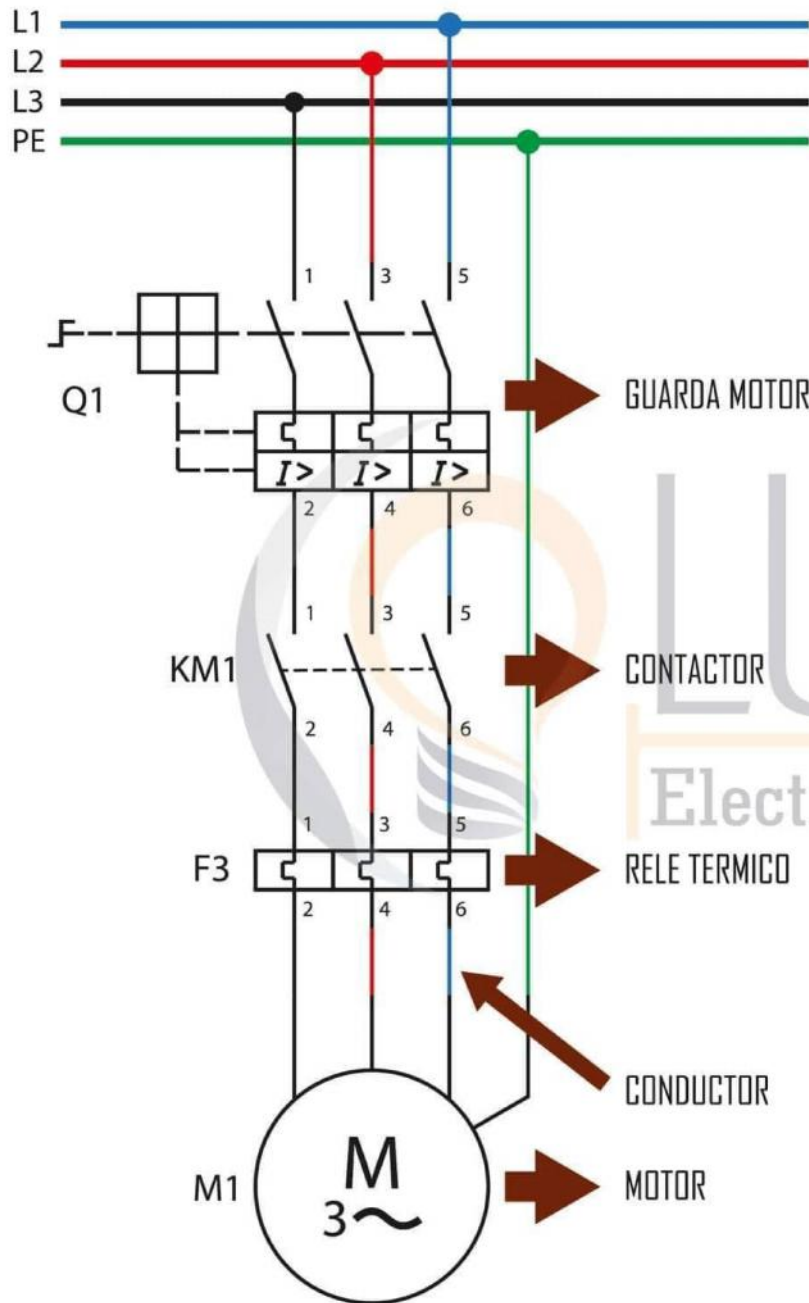 L1
L2
L3
PE
1 3 5
Q1
GUARDA MOTOR
I> I> I>
2 4 6
LU
1 3 5
KM1
CONTACTOR
2 4 6
Elect
1 3 5
F3
RELE TERMICO
2 4 6
CONDUCTOR
M
3~
M1
MOTOR